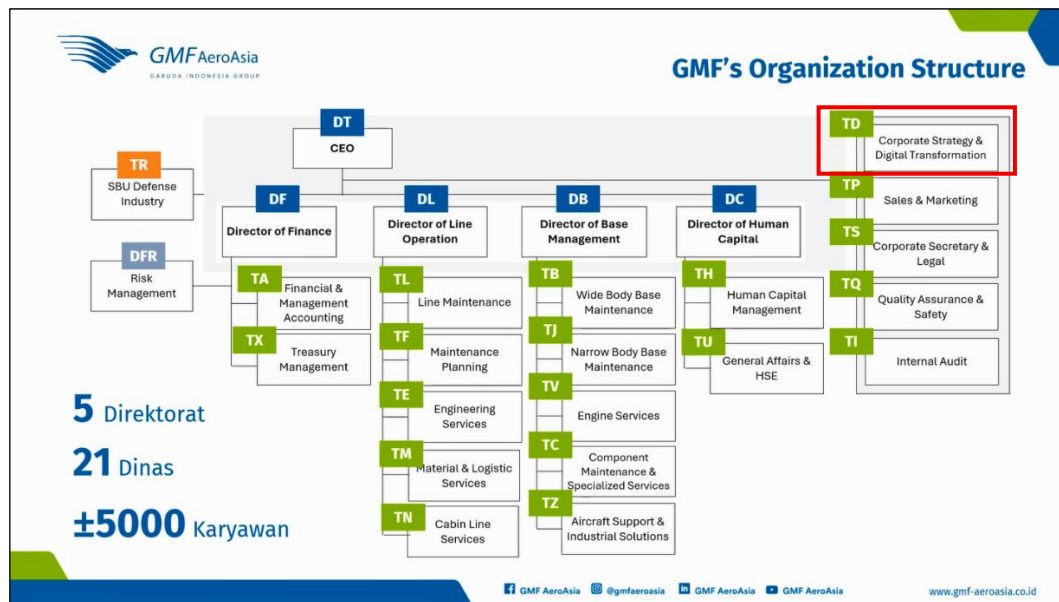 GMF AeroAsia
GARUDA INDONESIA GROUP
GMF's Organization Structure
DT
CEO
TR
SBU Defense
Industry
DFR
Risk
Management
DF
Director of Finance
TA
Financial &
Management
Accounting
TX
Treasury
Management
DL
Director of Line
Operation
TL
Line Maintenance
TF
Maintenance
Planning
TE
Engineering
Services
TM
Material & Logistic
Services
TN
Cabin Line
Services
DB
Director of Base
Management
TB
Wide Body Base
Maintenance
TJ
Narrow Body Base
Maintenance
TV
Engine Services
TC
Component
Maintenance &
Specialized Services
TZ
Aircraft Support &
Industrial Solutions
DC
Director of Human
Capital
TH
Human Capital
Management
TU
General Affairs &
HSE
TD
Corporate Strategy &
Digital Transformation
TP
Sales & Marketing
TS
Corporate Secretary &
Legal
TQ
Quality Assurance &
Safety
TI
Internal Audit
5 Direktorat
21 Dinas
±5000 Karyawan
GMF AeroAsia @gmfaeroasia GMF AeroAsia GMF AeroAsia
www.gmf-aeroasia.co.id